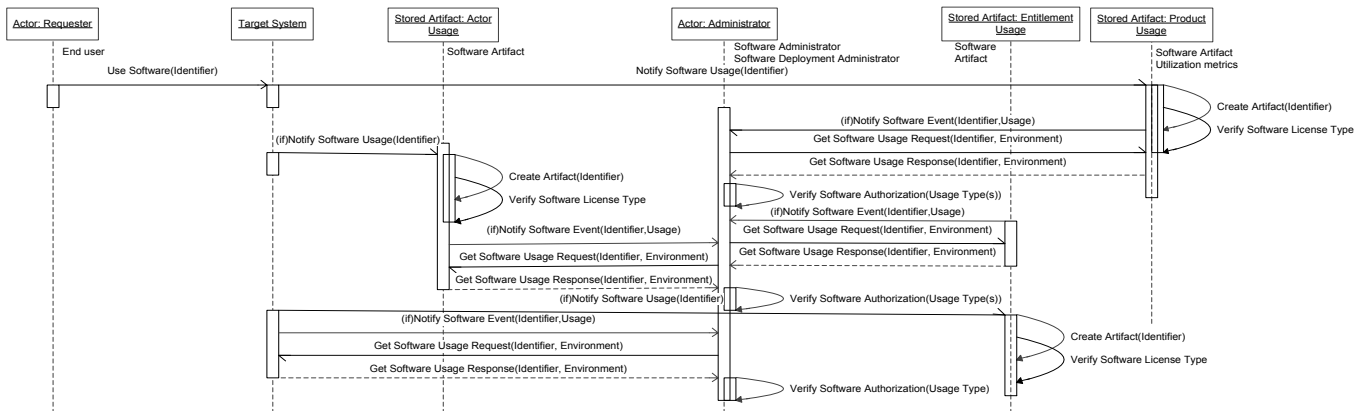 Actor: Requester
Target System
Stored Artifact: Actor
Usage
Actor: Administrator
Stored Artifact: Entitlement
Usage
Stored Artifact: Product
Usage
End user
Software Artifact
Software Administrator
Software Deployment Administrator
Software
Artifact
Software Artifact
Utilization metrics
Use Software(Identifier)
Notify Software Usage(Identifier)
Create Artifact(Identifier)
(if)Notify Software Event(Identifier,Usage)
Verify Software License Type
(if)Notify Software Usage(Identifier)
Get Software Usage Request(Identifier, Environment)
Get Software Usage Response(Identifier, Environment)
Create Artifact(Identifier)
Verify Software Authorization(Usage Type(s))
Verify Software License Type
(if)Notify Software Event(Identifier,Usage)
(if)Notify Software Event(Identifier,Usage)
Get Software Usage Request(Identifier, Environment)
Get Software Usage Request(Identifier, Environment)
Get Software Usage Response(Identifier, Environment)
Get Software Usage Response(Identifier, Environment)
(if)Notify Software Usage(Identifier)
Verify Software Authorization(Usage Type(s))
(if)Notify Software Event(Identifier,Usage)
Create Artifact(Identifier)
Get Software Usage Request(Identifier, Environment)
Verify Software License Type
Get Software Usage Response(Identifier, Environment)
Verify Software Authorization(Usage Type)